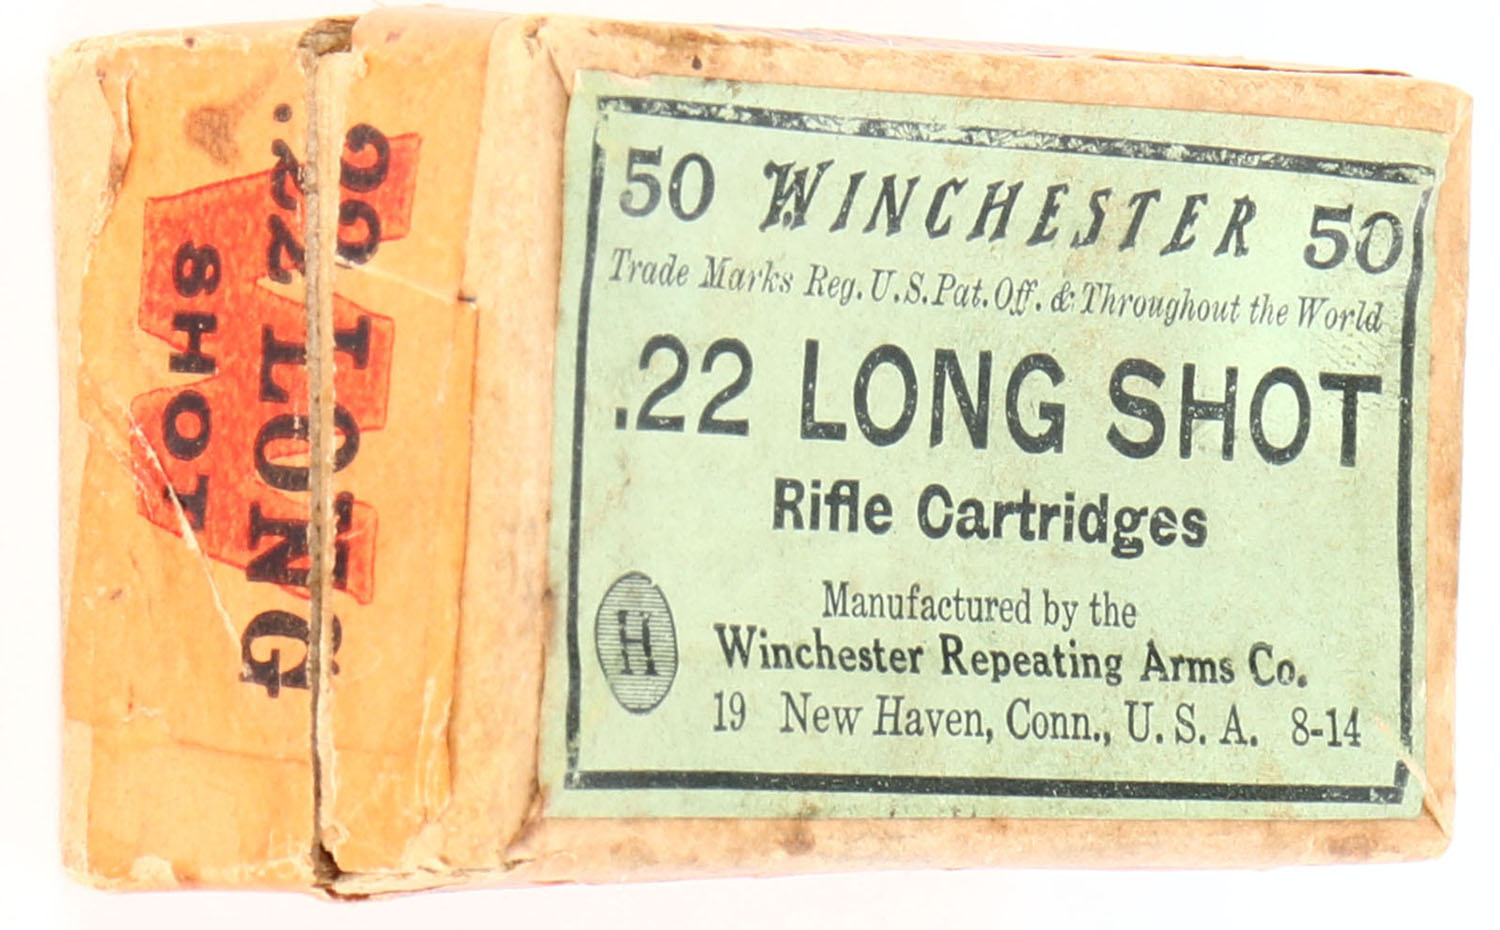 50 WINCHESTER 50
Trade Marks Reg. U.S. Pat. Off. & Throughout the World
.22 LONG SHOT
Rifle Cartridges
Manufactured by the
H Winchester Repeating Arms Co.
19 New Haven, Conn., U. S. A. 8-14
.22 LONG
SHOT